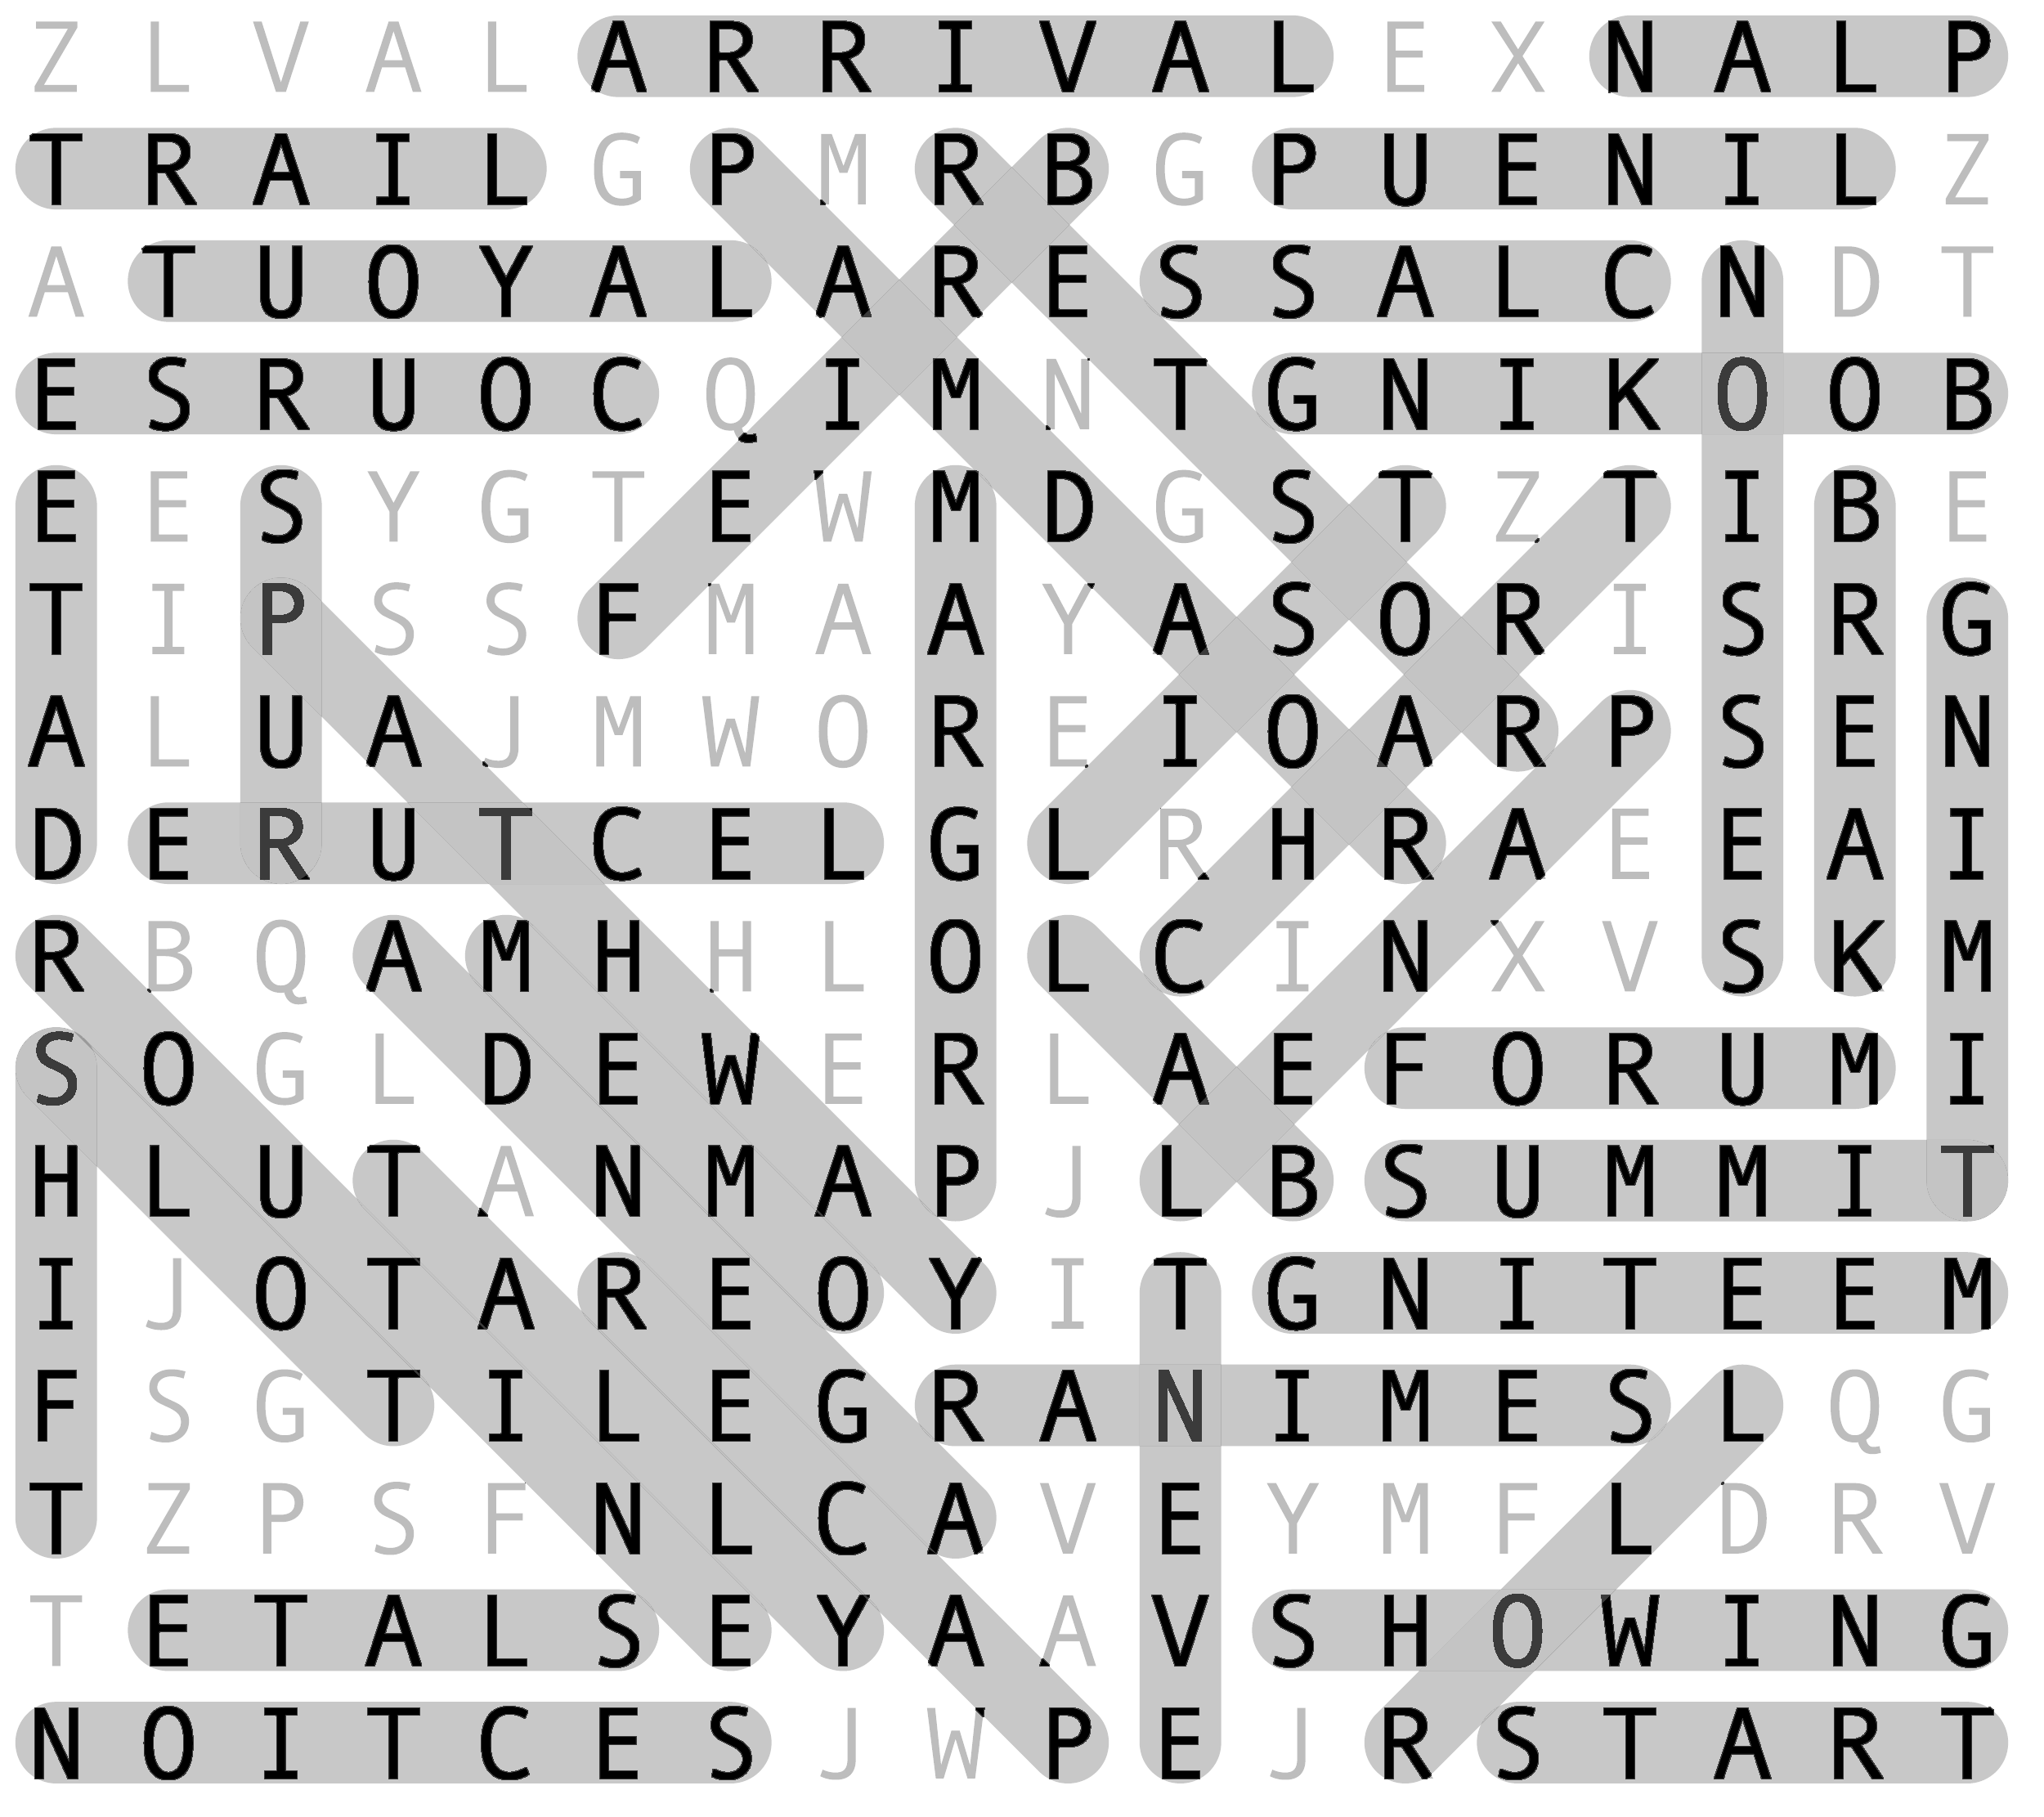 Z L V A L A R R I V A L E X N A L P
T R A I L G P M R B G P U E N I L Z
A T U O Y A L A R E S S A L C N D T
E S R U O C Q I M N T G N I K O O B
E E S Y G T E W M D G S T Z T I B E
T I P S S F M A A Y A S O R I S R G
A L U A J M W O R E I O A R P S E N
D E R U T C E L G L R H R A E E A I
R B Q A M H H L O L C I N X V S K M
S O G L D E W E R L A E F O R U M I
H L U T A N M A P J L B S U M M I T
I J O T A R E O Y I T G N I T E E M
F S G T I L E G R A N I M E S L Q G
T Z P S F N L C A V E Y M F L D R V
T E T A L S E Y A A V S H O W I N G
N O I T C E S J W P E J R S T A R T